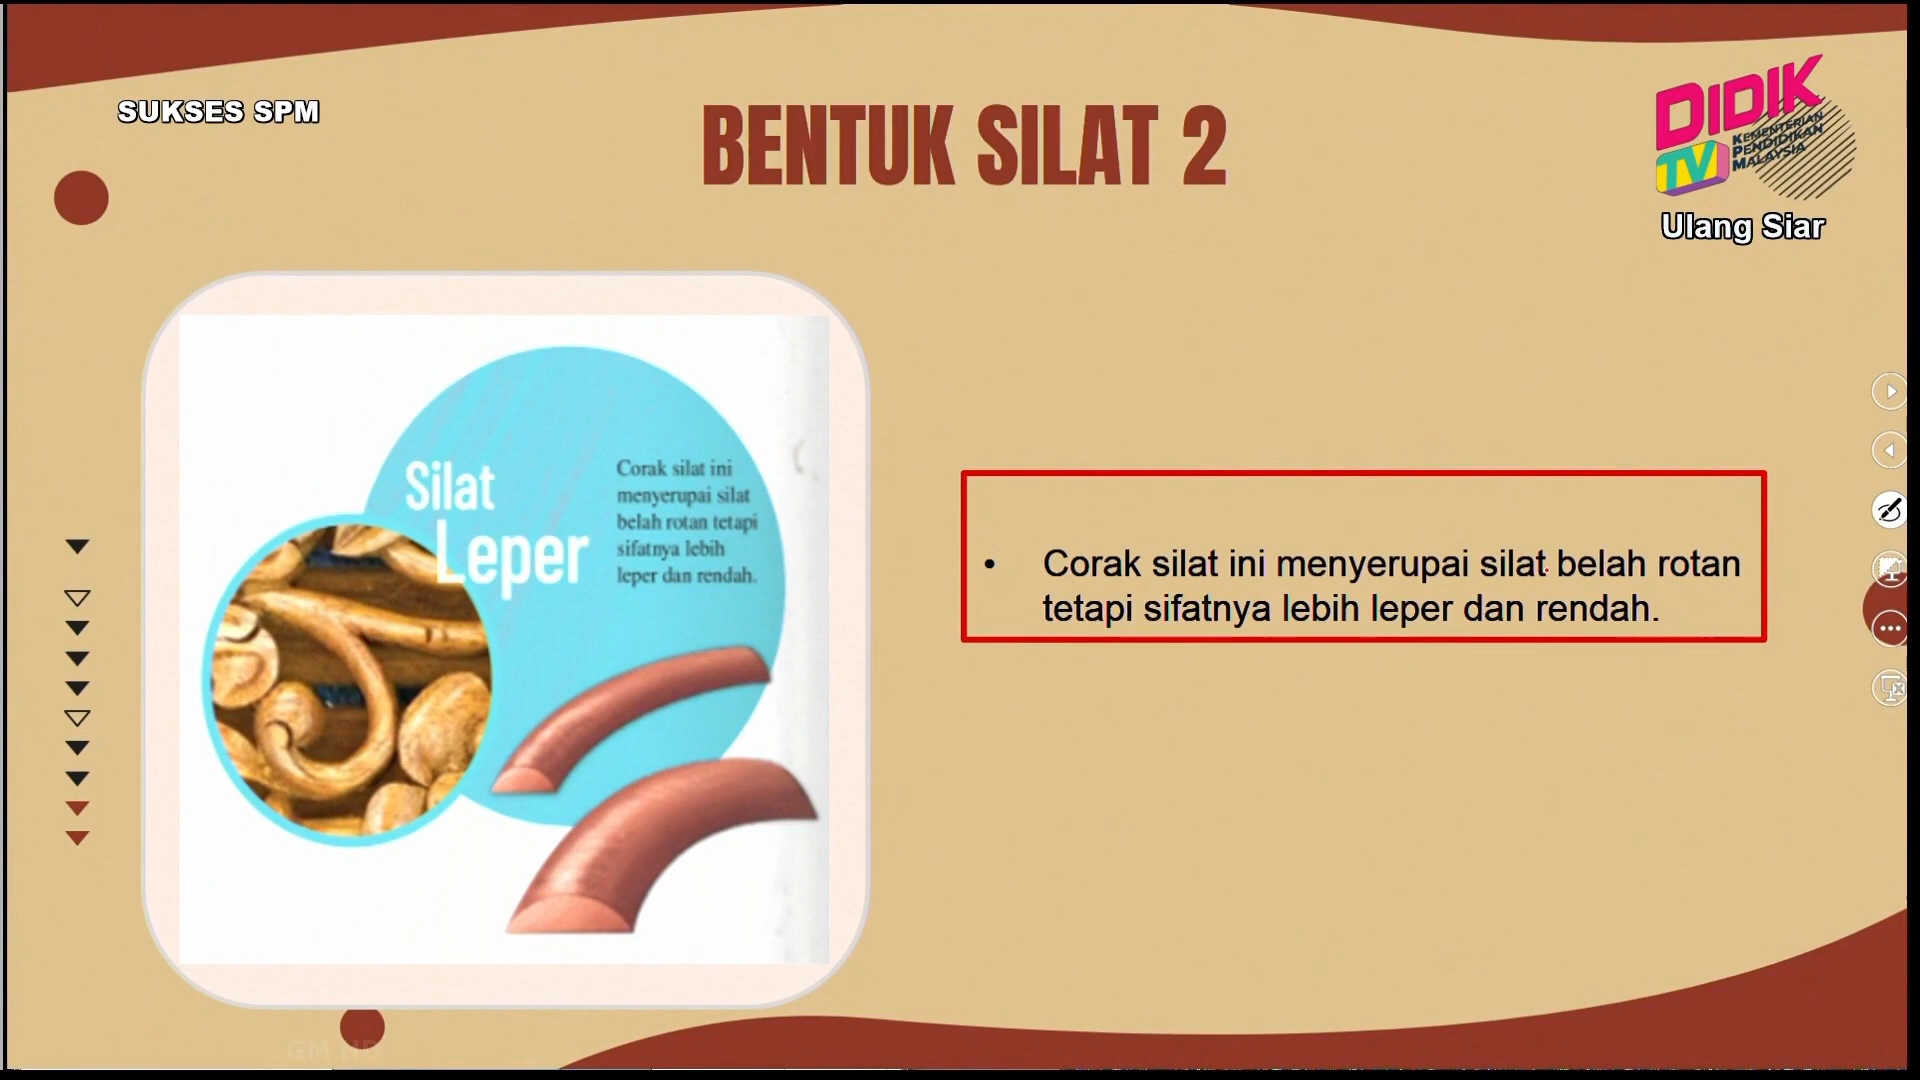 SUKSES SPM
BENTUK SILAT 2
DIDIK
TV
KEMENTERIAN
PENDIDIKAN
MALAYSIA
Ulang Siar
Silat
Leper
Corak silat ini
menyerupai silat
belah rotan tetapi
sifatnya lebih
leper dan rendah.
• Corak silat ini menyerupai silat belah rotan
tetapi sifatnya lebih leper dan rendah.
GM HD